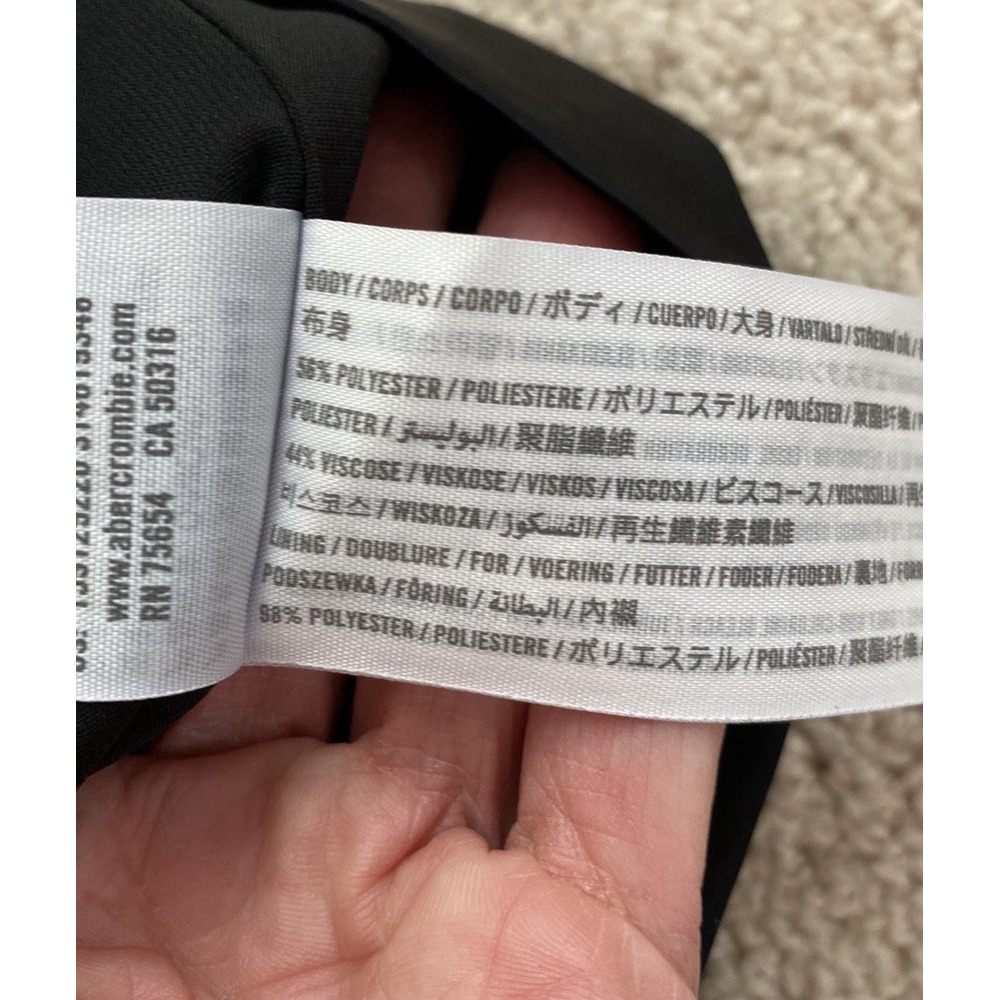 www.abercrombie.com
RN 75654 CA 50316
BODY / CORPS / CORPO / ボディ / CUERPO / 大身 / VARTALO / STŘEDNÍ DÍL /
布身
56% POLYESTER / POLIESTERE / ポリエステル / POLIÉSTER / 聚酯纤维 /
POLIESTER / البوليستر / 聚脂纖維
44% VISCOSE / VISKOSE / VISKOS / VISCOSA / ビスコース / VISCOSILLA / 再
비스코스 / WISKOZA / الفسكوز / 再生纖維素纖維
LINING / DOUBLURE / FOR / VOERING / FUTTER / FODER / FODERA / 裏地 /
PODSZEWKA / FÔRING / البطانة / 內襯
98% POLYESTER / POLIESTERE / ポリエステル / POLIÉSTER / 聚酯纤维 /